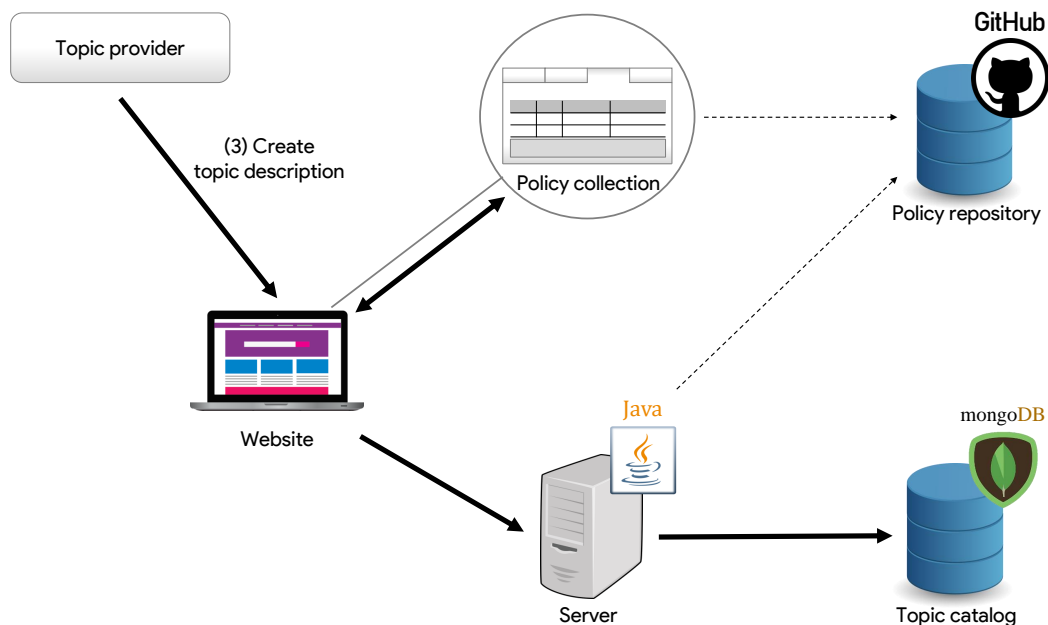 GitHub
Topic provider
(3) Create
topic description
Policy collection
Policy repository
Java
mongoDB
Website
Server
Topic catalog